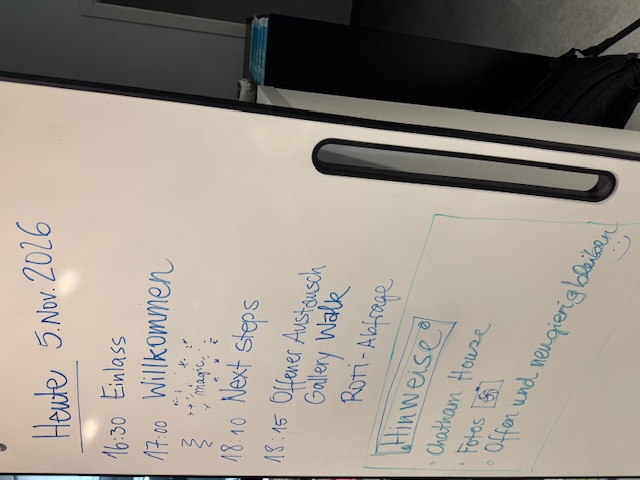 Heute 5. Nov. 2026
16:30 Einlass
17:00 Willkommen
magic
18:10 Next steps
18:15 Offener Austausch
Gallery Walk
Roti-Abfrage
Hinweise
Chatham House
Fotos
Offen und neugierig bleiben